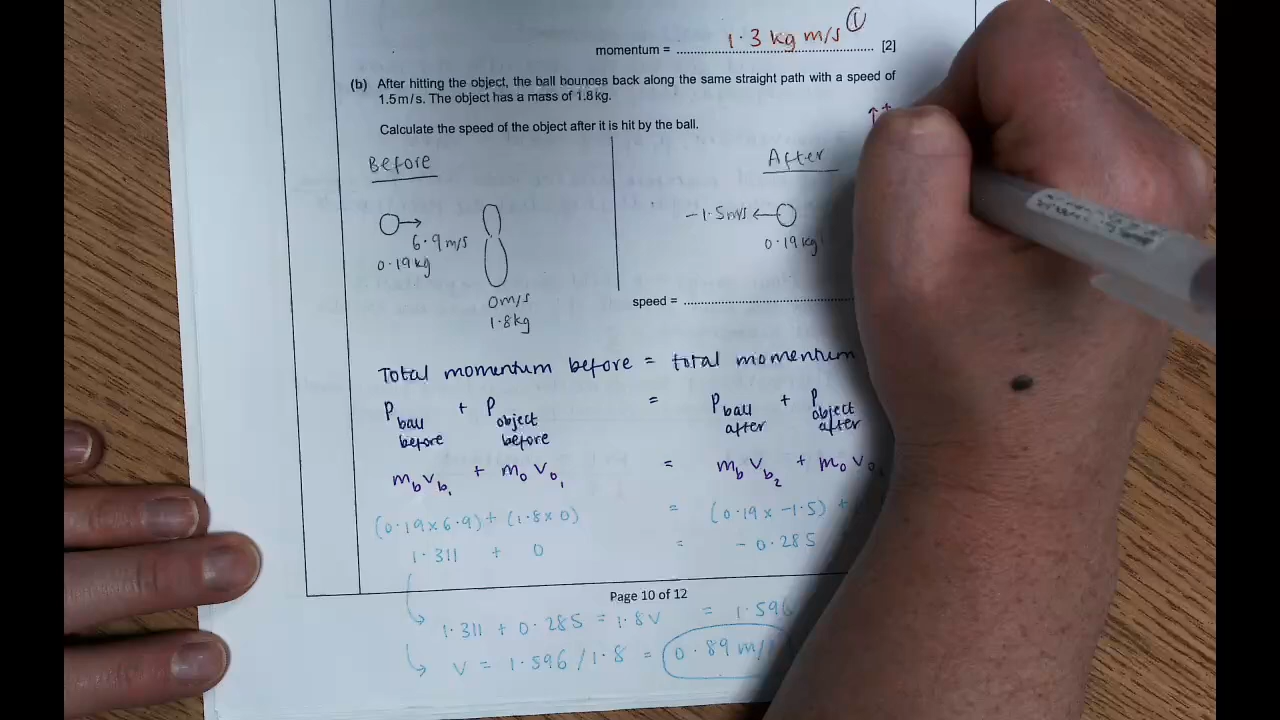 momentum = 1.3 kg m/s ① [2]
(b) After hitting the object, the ball bounces back along the same straight path with a speed of
1.5 m/s. The object has a mass of 1.8 kg.
Calculate the speed of the object after it is hit by the ball.
Before
After
6.9 m/s
0.19 kg
0 m/s
1.8 kg
-1.5 m/s
0.19 kg
speed =
Total momentum before = total momentum
P ball before + P object before = P ball after + P object after
m_b v_b₁ + m_o v_o₁ = m_b v_b₂ + m_o v_o
(0.19 x 6.9) + (1.8 x 0) = (0.19 x -1.5) +
1.311 + 0 = - 0.285
Page 10 of 12
1.311 + 0.285 = 1.8v = 1.596
v = 1.596 / 1.8 = 0.89 m/